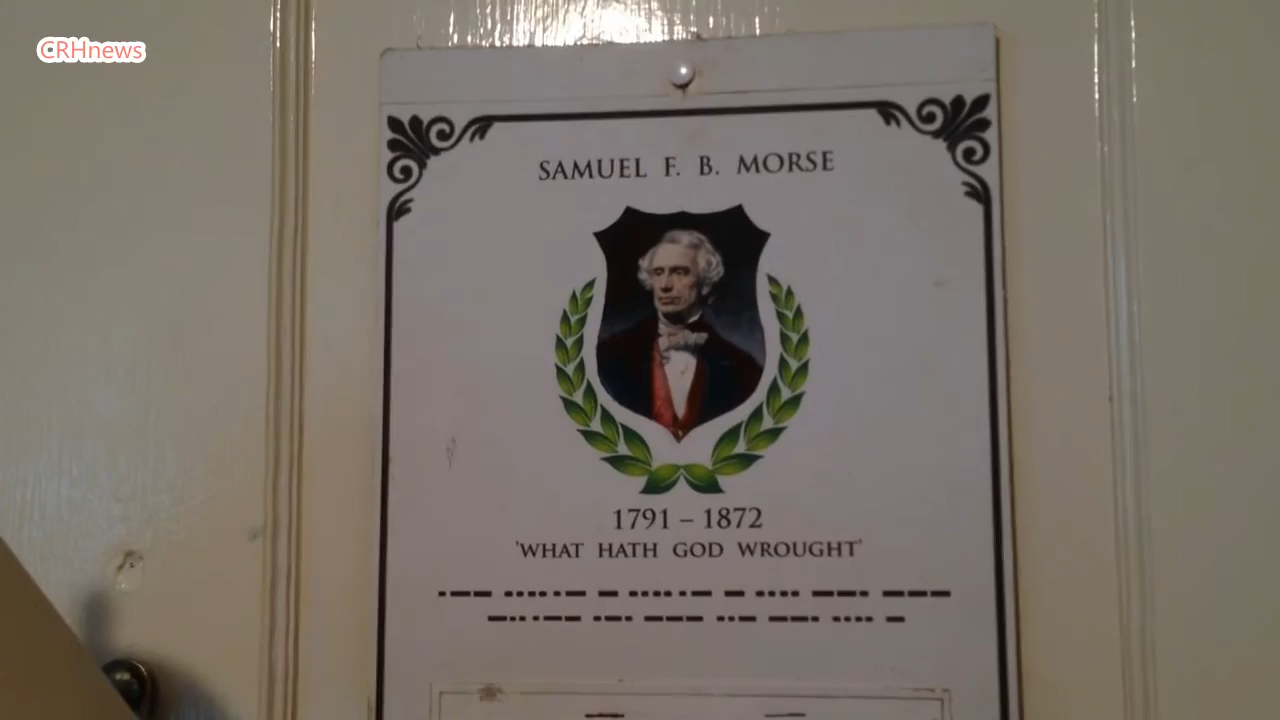 CRHnews
SAMUEL F. B. MORSE
1791 – 1872
'WHAT HATH GOD WROUGHT'